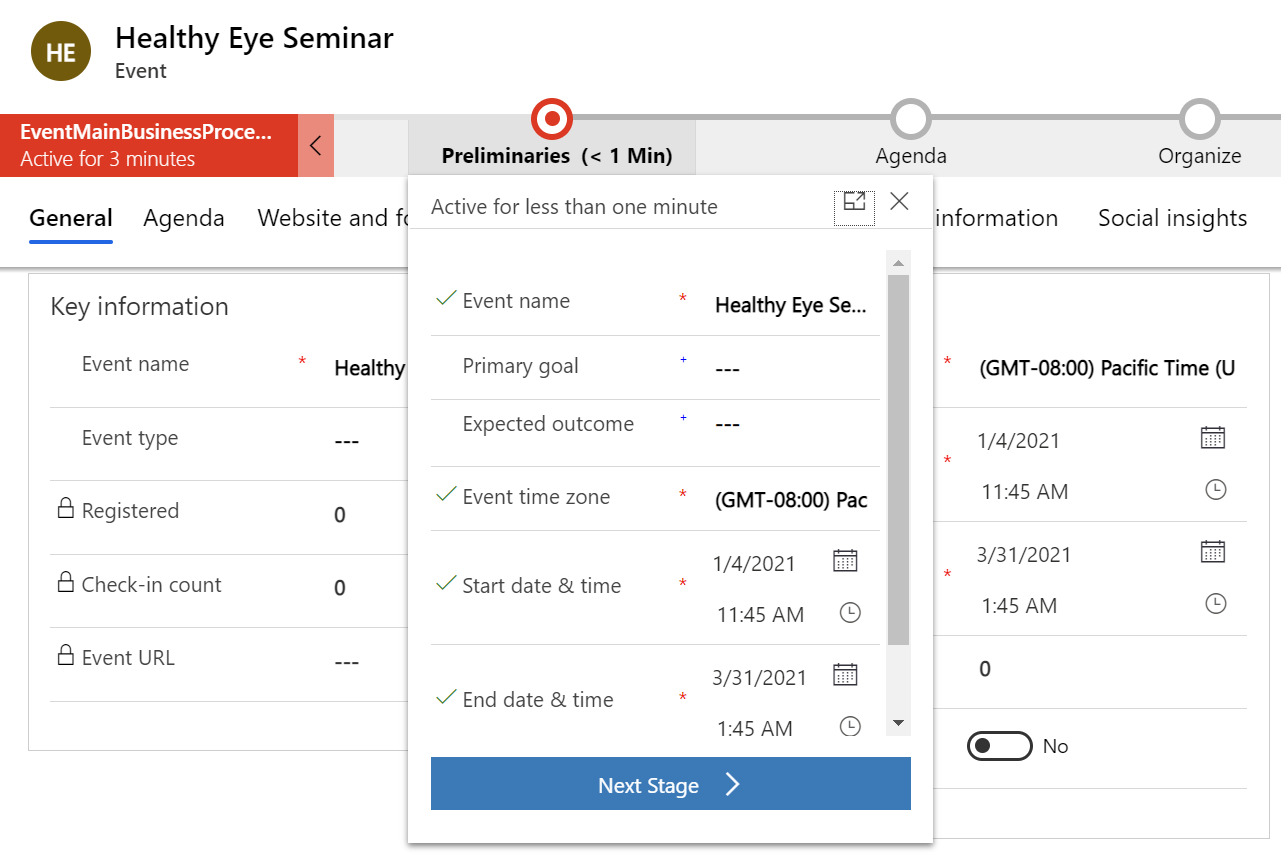 HE
Healthy Eye Seminar
Event
EventMainBusinessProce...
Active for 3 minutes
Preliminaries (< 1 Min)
Agenda
Organize
General
Agenda
Website and fo
information
Social insights
Active for less than one minute
Event name * Healthy Eye Se...
Primary goal + ---
Expected outcome + ---
Event time zone * (GMT-08:00) Pac
Start date & time * 1/4/2021
11:45 AM
End date & time * 3/31/2021
1:45 AM
Next Stage
Key information
Event name * Healthy
Event type ---
Registered 0
Check-in count 0
Event URL ---
* (GMT-08:00) Pacific Time (U
* 1/4/2021
11:45 AM
* 3/31/2021
1:45 AM
0
No